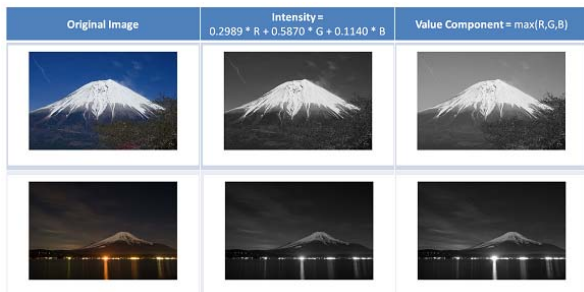 Original Image
Intensity =
0.2989 * R + 0.5870 * G + 0.1140 * B
Value Component = max(R,G,B)